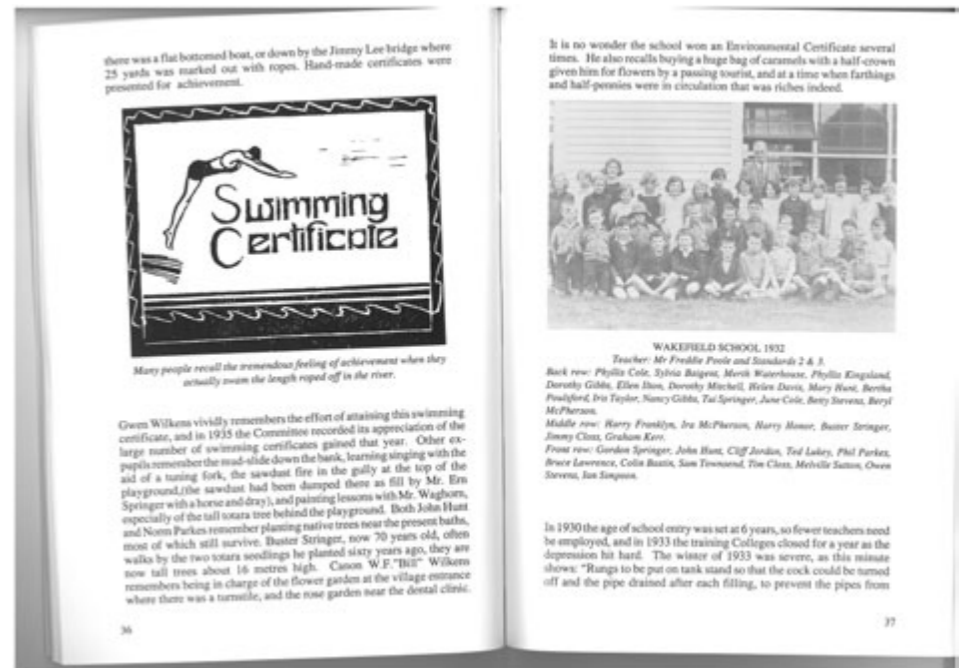 there was a flat bottomed boat, or down by the Jimmy Lee bridge where
25 yards was marked out with ropes. Hand-made certificates were
presented for achievement.
Swimming
Certificate
Many people recall the tremendous feeling of achievement when they
actually swam the length roped off in the river.
Gwen Wilkens vividly remembers the effort of attaining this swimming
certificate, and in 1935 the Committee recorded its appreciation of the
large number of swimming certificates gained that year. Other ex-
pupils remember the mud-slide down the bank, learning singing with the
aid of a tuning fork, the sawdust fire in the gully at the top of the
playground,(the sawdust had been dumped there as fill by Mr. Ern
Springer with a horse and dray), and painting lessons with Mr. Waghorn,
especially of the tall totara tree behind the playground. Both John Hunt
and Norm Parkes remember planting native trees near the present baths,
most of which still survive. Buster Stringer, now 70 years old, often
walks by the two totara seedlings he planted sixty years ago, they are
now tall trees about 16 metres high. Canon W.F."Bill" Wilkens
remembers being in charge of the flower garden at the village entrance
where there was a turnstile, and the rose garden near the dental clinic.
36
It is no wonder the school won an Environmental Certificate several
times. He also recalls buying a huge bag of caramels with a half-crown
given him for flowers by a passing tourist, and at a time when farthings
and half-pennies were in circulation that was riches indeed.
WAKEFIELD SCHOOL 1932
Teacher: Mr Freddie Poole and Standards 2 & 3.
Back row: Phyllis Cole, Sylvia Baigent, Merth Waterhouse, Phyllis Kingsland,
Dorothy Gibbs, Ellen Dorothy Mitchell, Helen Davis, Mary Hunt, Bertha
Poulsford, Iris Taylor, Nancy Gibbs, Tui Springer, June Cole, Betty Stevens, Beryl
McPherson.
Middle row: Harry Franklyn, Ira McPherson, Harry Honor, Buster Stringer,
Jimmy Closs, Graham Kerr.
Front row: Gordon Springer, John Hunt, Cliff Jordan, Ted Lukey, Phil Parkes,
Bruce Lawrence, Colin Bastin, Sam Townsend, Tim Closs, Melville Sutton, Owen
Stevens, Ian Simpson.
In 1930 the age of school entry was set at 6 years, so fewer teachers need
be employed, and in 1933 the training Colleges closed for a year as the
depression hit hard. The winter of 1933 was severe, as this minute
shows: "Rungs to be put on tank stand so that the cock could be turned
off and the pipe drained after each filling, to prevent the pipes from
37